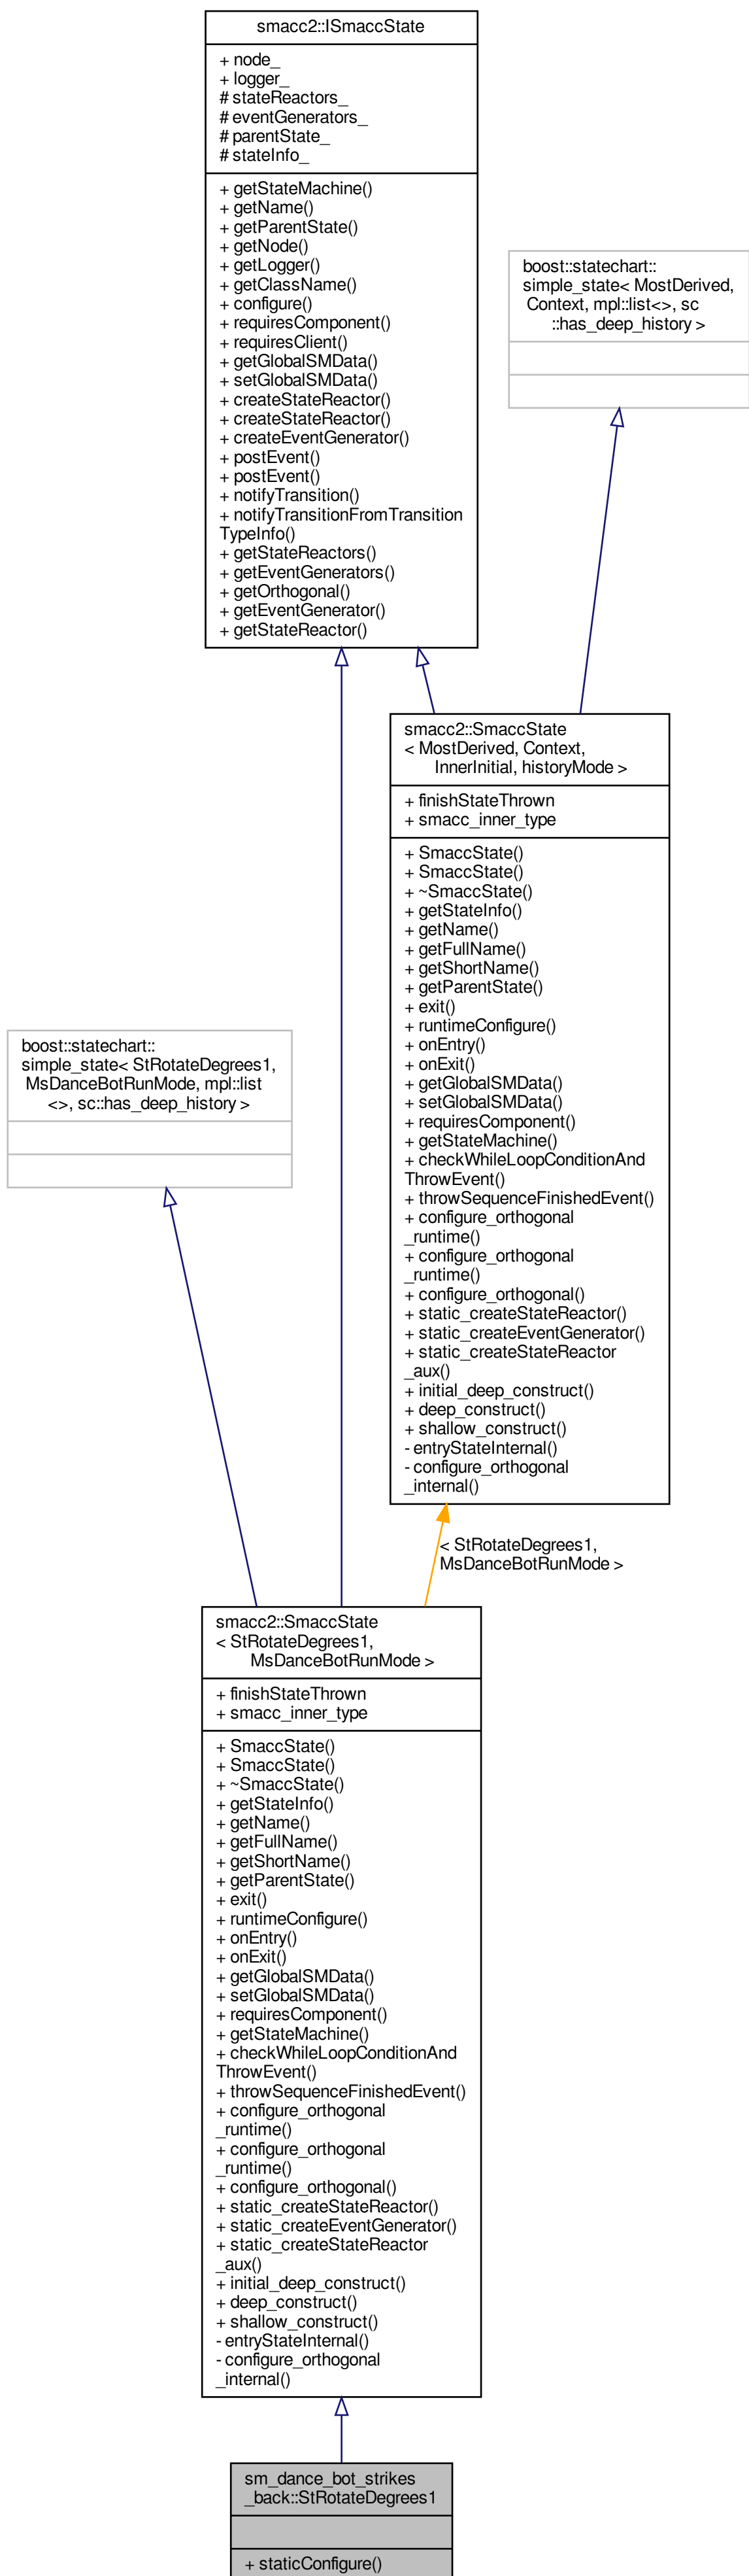 smacc2::ISmaccState
+ node_
+ logger_
# stateReactors_
# eventGenerators_
# parentState_
# stateInfo_
+ getStateMachine()
+ getName()
+ getParentState()
+ getNode()
+ getLogger()
+ getClassName()
+ configure()
+ requiresComponent()
+ requiresClient()
+ getGlobalSMData()
+ setGlobalSMData()
+ createStateReactor()
+ createStateReactor()
+ createEventGenerator()
+ postEvent()
+ postEvent()
+ notifyTransition()
+ notifyTransitionFromTransition
TypeInfo()
+ getStateReactors()
+ getEventGenerators()
+ getOrthogonal()
+ getEventGenerator()
+ getStateReactor()
boost::statechart::
simple_state< MostDerived,
Context, mpl::list<>, sc
::has_deep_history >
smacc2::SmaccState
< MostDerived, Context,
InnerInitial, historyMode >
+ finishStateThrown
+ smacc_inner_type
+ SmaccState()
+ SmaccState()
+ ~SmaccState()
+ getStateInfo()
+ getName()
+ getFullName()
+ getShortName()
+ getParentState()
+ exit()
+ runtimeConfigure()
+ onEntry()
+ onExit()
+ getGlobalSMData()
+ setGlobalSMData()
+ requiresComponent()
+ getStateMachine()
+ checkWhileLoopConditionAnd
ThrowEvent()
+ throwSequenceFinishedEvent()
+ configure_orthogonal
_runtime()
+ configure_orthogonal
_runtime()
+ configure_orthogonal()
+ static_createStateReactor()
+ static_createEventGenerator()
+ static_createStateReactor
_aux()
+ initial_deep_construct()
+ deep_construct()
+ shallow_construct()
- entryStateInternal()
- configure_orthogonal
_internal()
boost::statechart::
simple_state< StRotateDegrees1,
MsDanceBotRunMode, mpl::list
<>, sc::has_deep_history >
< StRotateDegrees1,
MsDanceBotRunMode >
smacc2::SmaccState
< StRotateDegrees1,
MsDanceBotRunMode >
+ finishStateThrown
+ smacc_inner_type
+ SmaccState()
+ SmaccState()
+ ~SmaccState()
+ getStateInfo()
+ getName()
+ getFullName()
+ getShortName()
+ getParentState()
+ exit()
+ runtimeConfigure()
+ onEntry()
+ onExit()
+ getGlobalSMData()
+ setGlobalSMData()
+ requiresComponent()
+ getStateMachine()
+ checkWhileLoopConditionAnd
ThrowEvent()
+ throwSequenceFinishedEvent()
+ configure_orthogonal
_runtime()
+ configure_orthogonal
_runtime()
+ configure_orthogonal()
+ static_createStateReactor()
+ static_createEventGenerator()
+ static_createStateReactor
_aux()
+ initial_deep_construct()
+ deep_construct()
+ shallow_construct()
- entryStateInternal()
- configure_orthogonal
_internal()
sm_dance_bot_strikes
_back::StRotateDegrees1
+ staticConfigure()